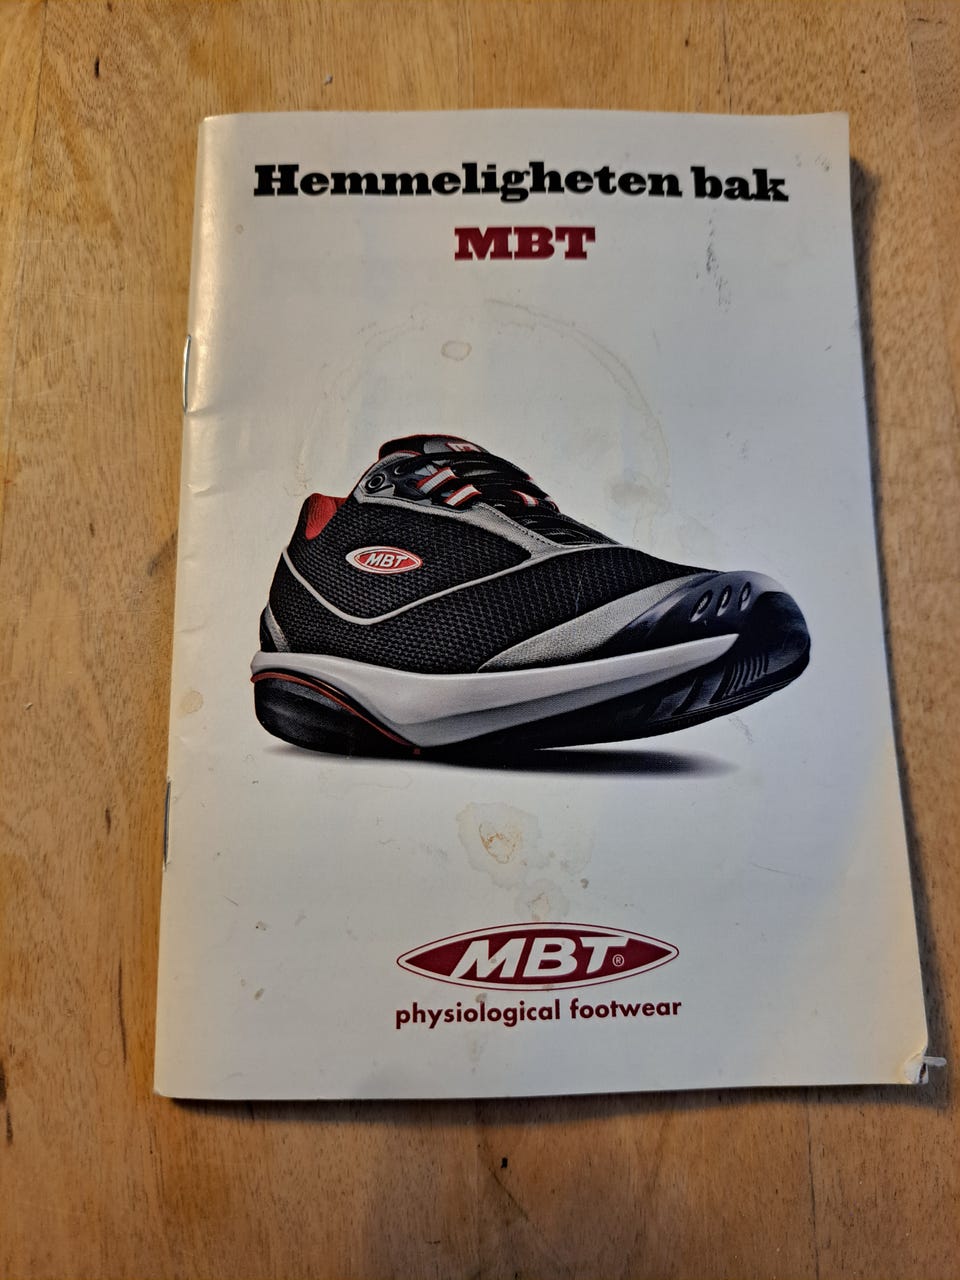 Hemmeligheten bak
MBT
MBT
MBT®
physiological footwear